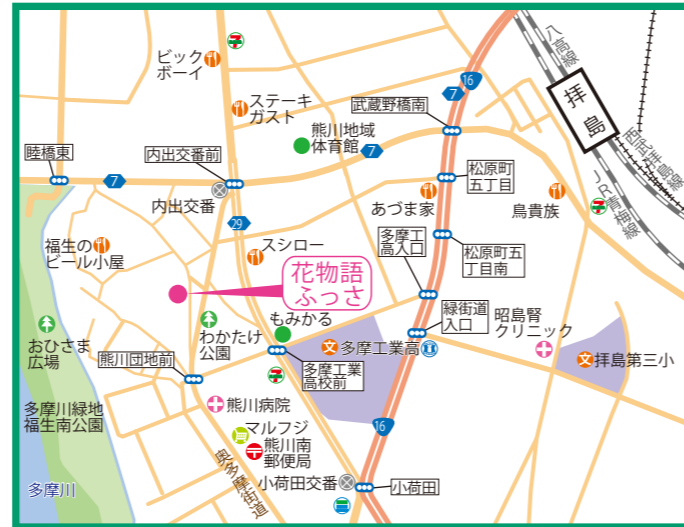 ビック
ボーイ
ステーキ
ガスト
熊川地域
体育館
武蔵野橋南
16
7
八高線
拝島
西武拝島線
JR青梅線
睦橋東
7
内出交番前
7
内出交番
29
松原町
五丁目
あづま家
鳥貴族
福生の
ビール小屋
スシロー
多摩工
高入口
松原町五
丁目南
花物語
ふっさ
おひさま
広場
わかたけ
公園
もみかる
緑街道
入口
昭島腎
クリニック
熊川団地前
文
多摩工業高
文
拝島第三小
多摩工業
高校前
多摩川緑地
福生南公園
熊川病院
マルフジ
熊川南
郵便局
16
多摩川
奥多摩街道
小荷田交番
小荷田